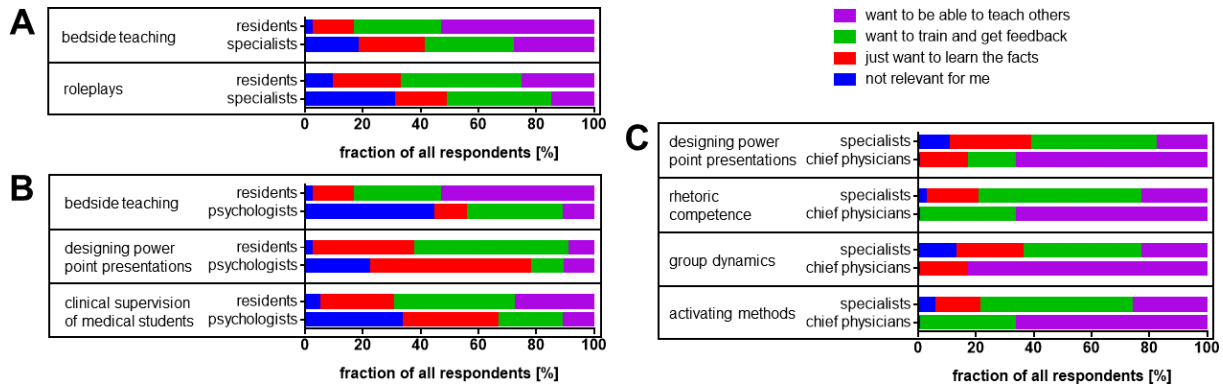 A
bedside teaching
residents
specialists
roleplays
residents
specialists
0 20 40 60 80 100
fraction of all respondents [%]
B
bedside teaching
residents
psychologists
designing power
point presentations
residents
psychologists
clinical supervision
of medical students
residents
psychologists
0 20 40 60 80 100
fraction of all respondents [%]
want to be able to teach others
want to train and get feedback
just want to learn the facts
not relevant for me
C
designing power
point presentations
specialists
chief physicians
rhetoric
competence
specialists
chief physicians
group dynamics
specialists
chief physicians
activating methods
specialists
chief physicians
0 20 40 60 80 100
fraction of all respondents [%]